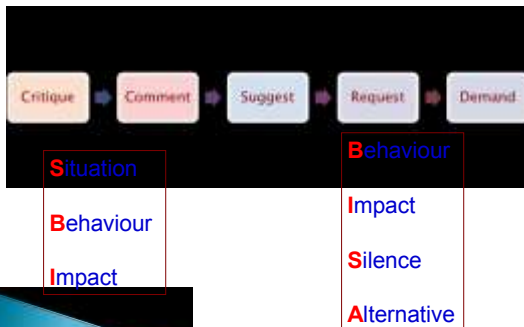 Critique
Comment
Suggest
Request
Demand
Situation
Behaviour
Impact
Behaviour
Impact
Silence
Alternative